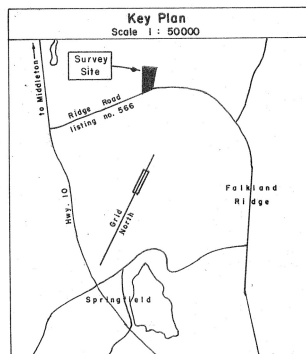 Key Plan
Scale 1 : 50000
to Middleton
Survey
Site
Ridge Road
listing no. 566
Hwy. 10
Grid
North
Falkland
Ridge
Springfield